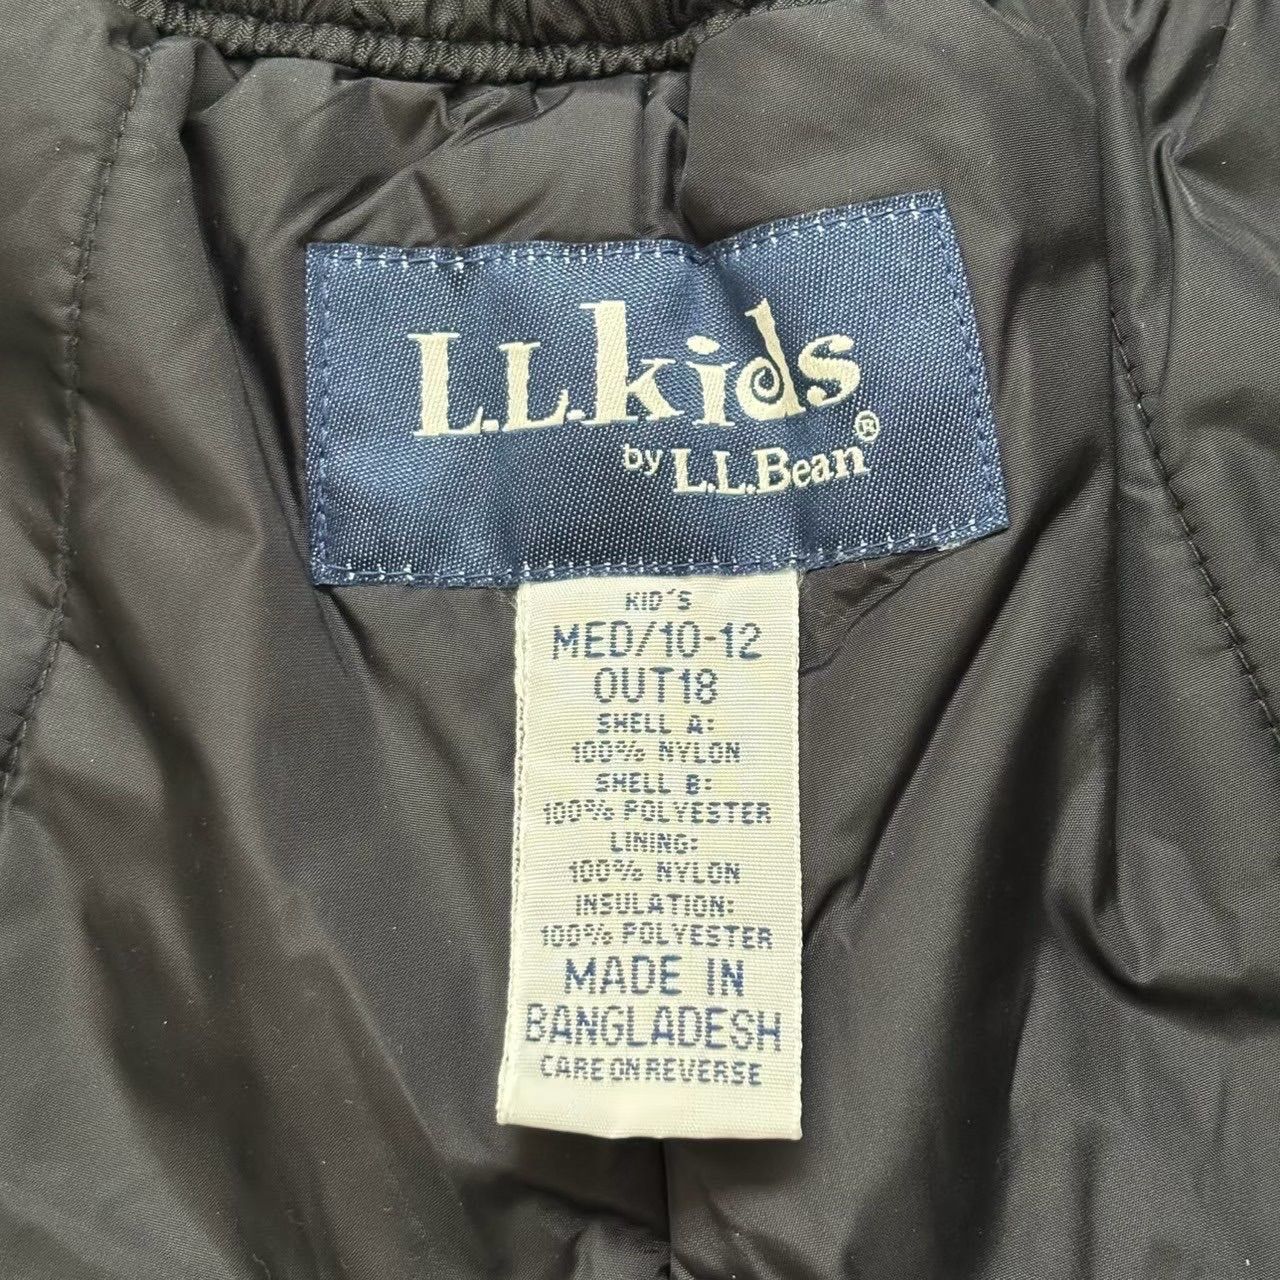 L.L.kids
by L.L.Bean®
KID'S
MED/10-12
OUT18
SHELL A:
100% NYLON
SHELL B:
100% POLYESTER
LINING:
100% NYLON
INSULATION:
100% POLYESTER
MADE IN
BANGLADESH
CARE ON REVERSE